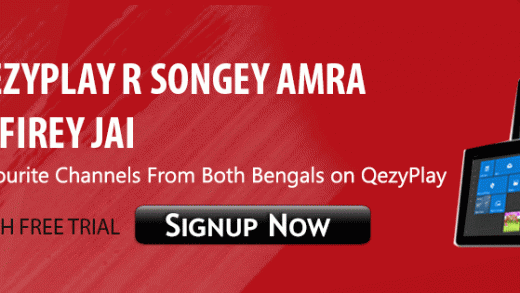 EZYPLAY R SONGEY AMRA
FIREY JAI
ourite Channels From Both Bengals on QezyPlay
H FREE TRIAL
SIGNUP NOW